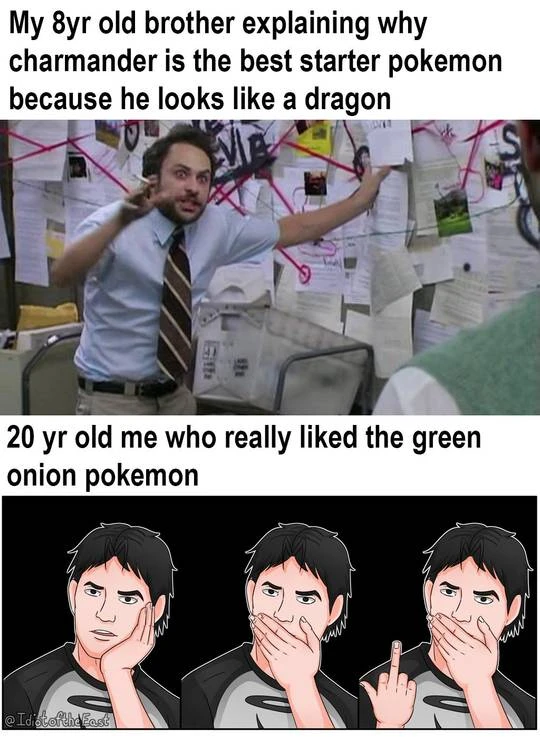 My 8yr old brother explaining why
charmander is the best starter pokemon
because he looks like a dragon
20 yr old me who really liked the green
onion pokemon
@IdiotoftheEast